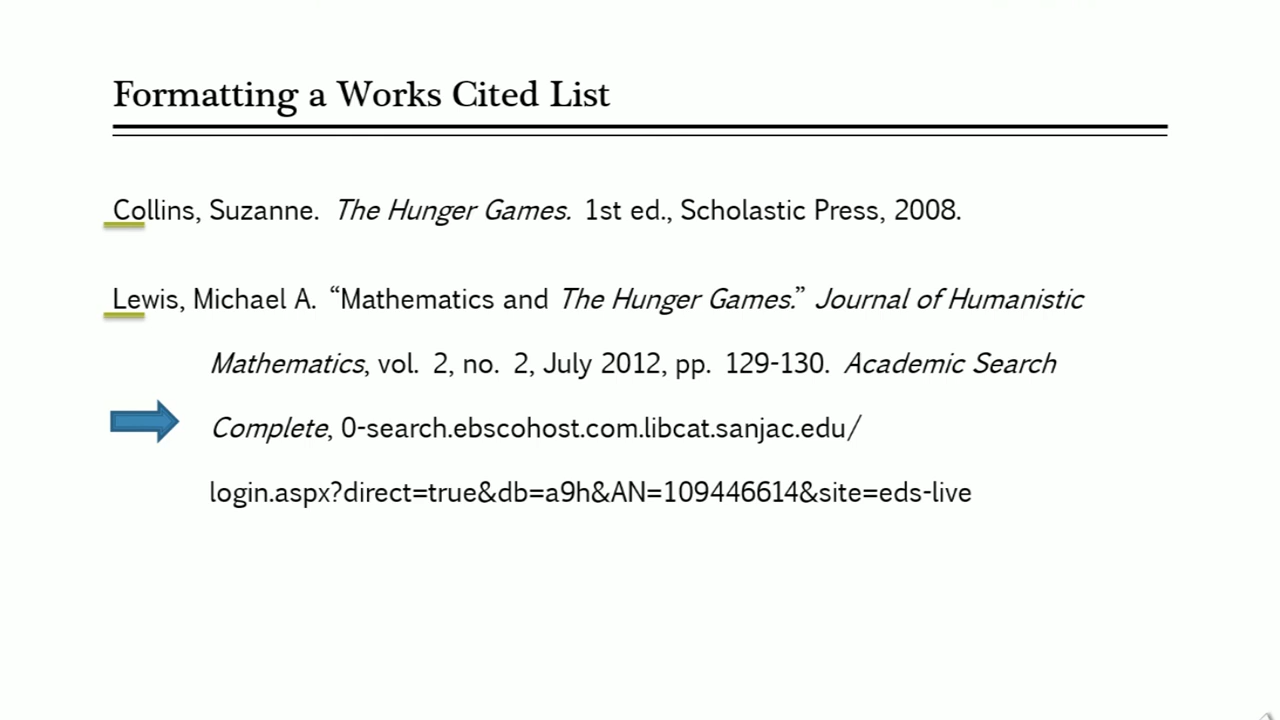 Formatting a Works Cited List
Collins, Suzanne. The Hunger Games. 1st ed., Scholastic Press, 2008.
Lewis, Michael A. “Mathematics and The Hunger Games.” Journal of Humanistic
Mathematics, vol. 2, no. 2, July 2012, pp. 129-130. Academic Search
Complete, 0-search.ebscohost.com.libcat.sanjac.edu/
login.aspx?direct=true&db=a9h&AN=109446614&site=eds-live